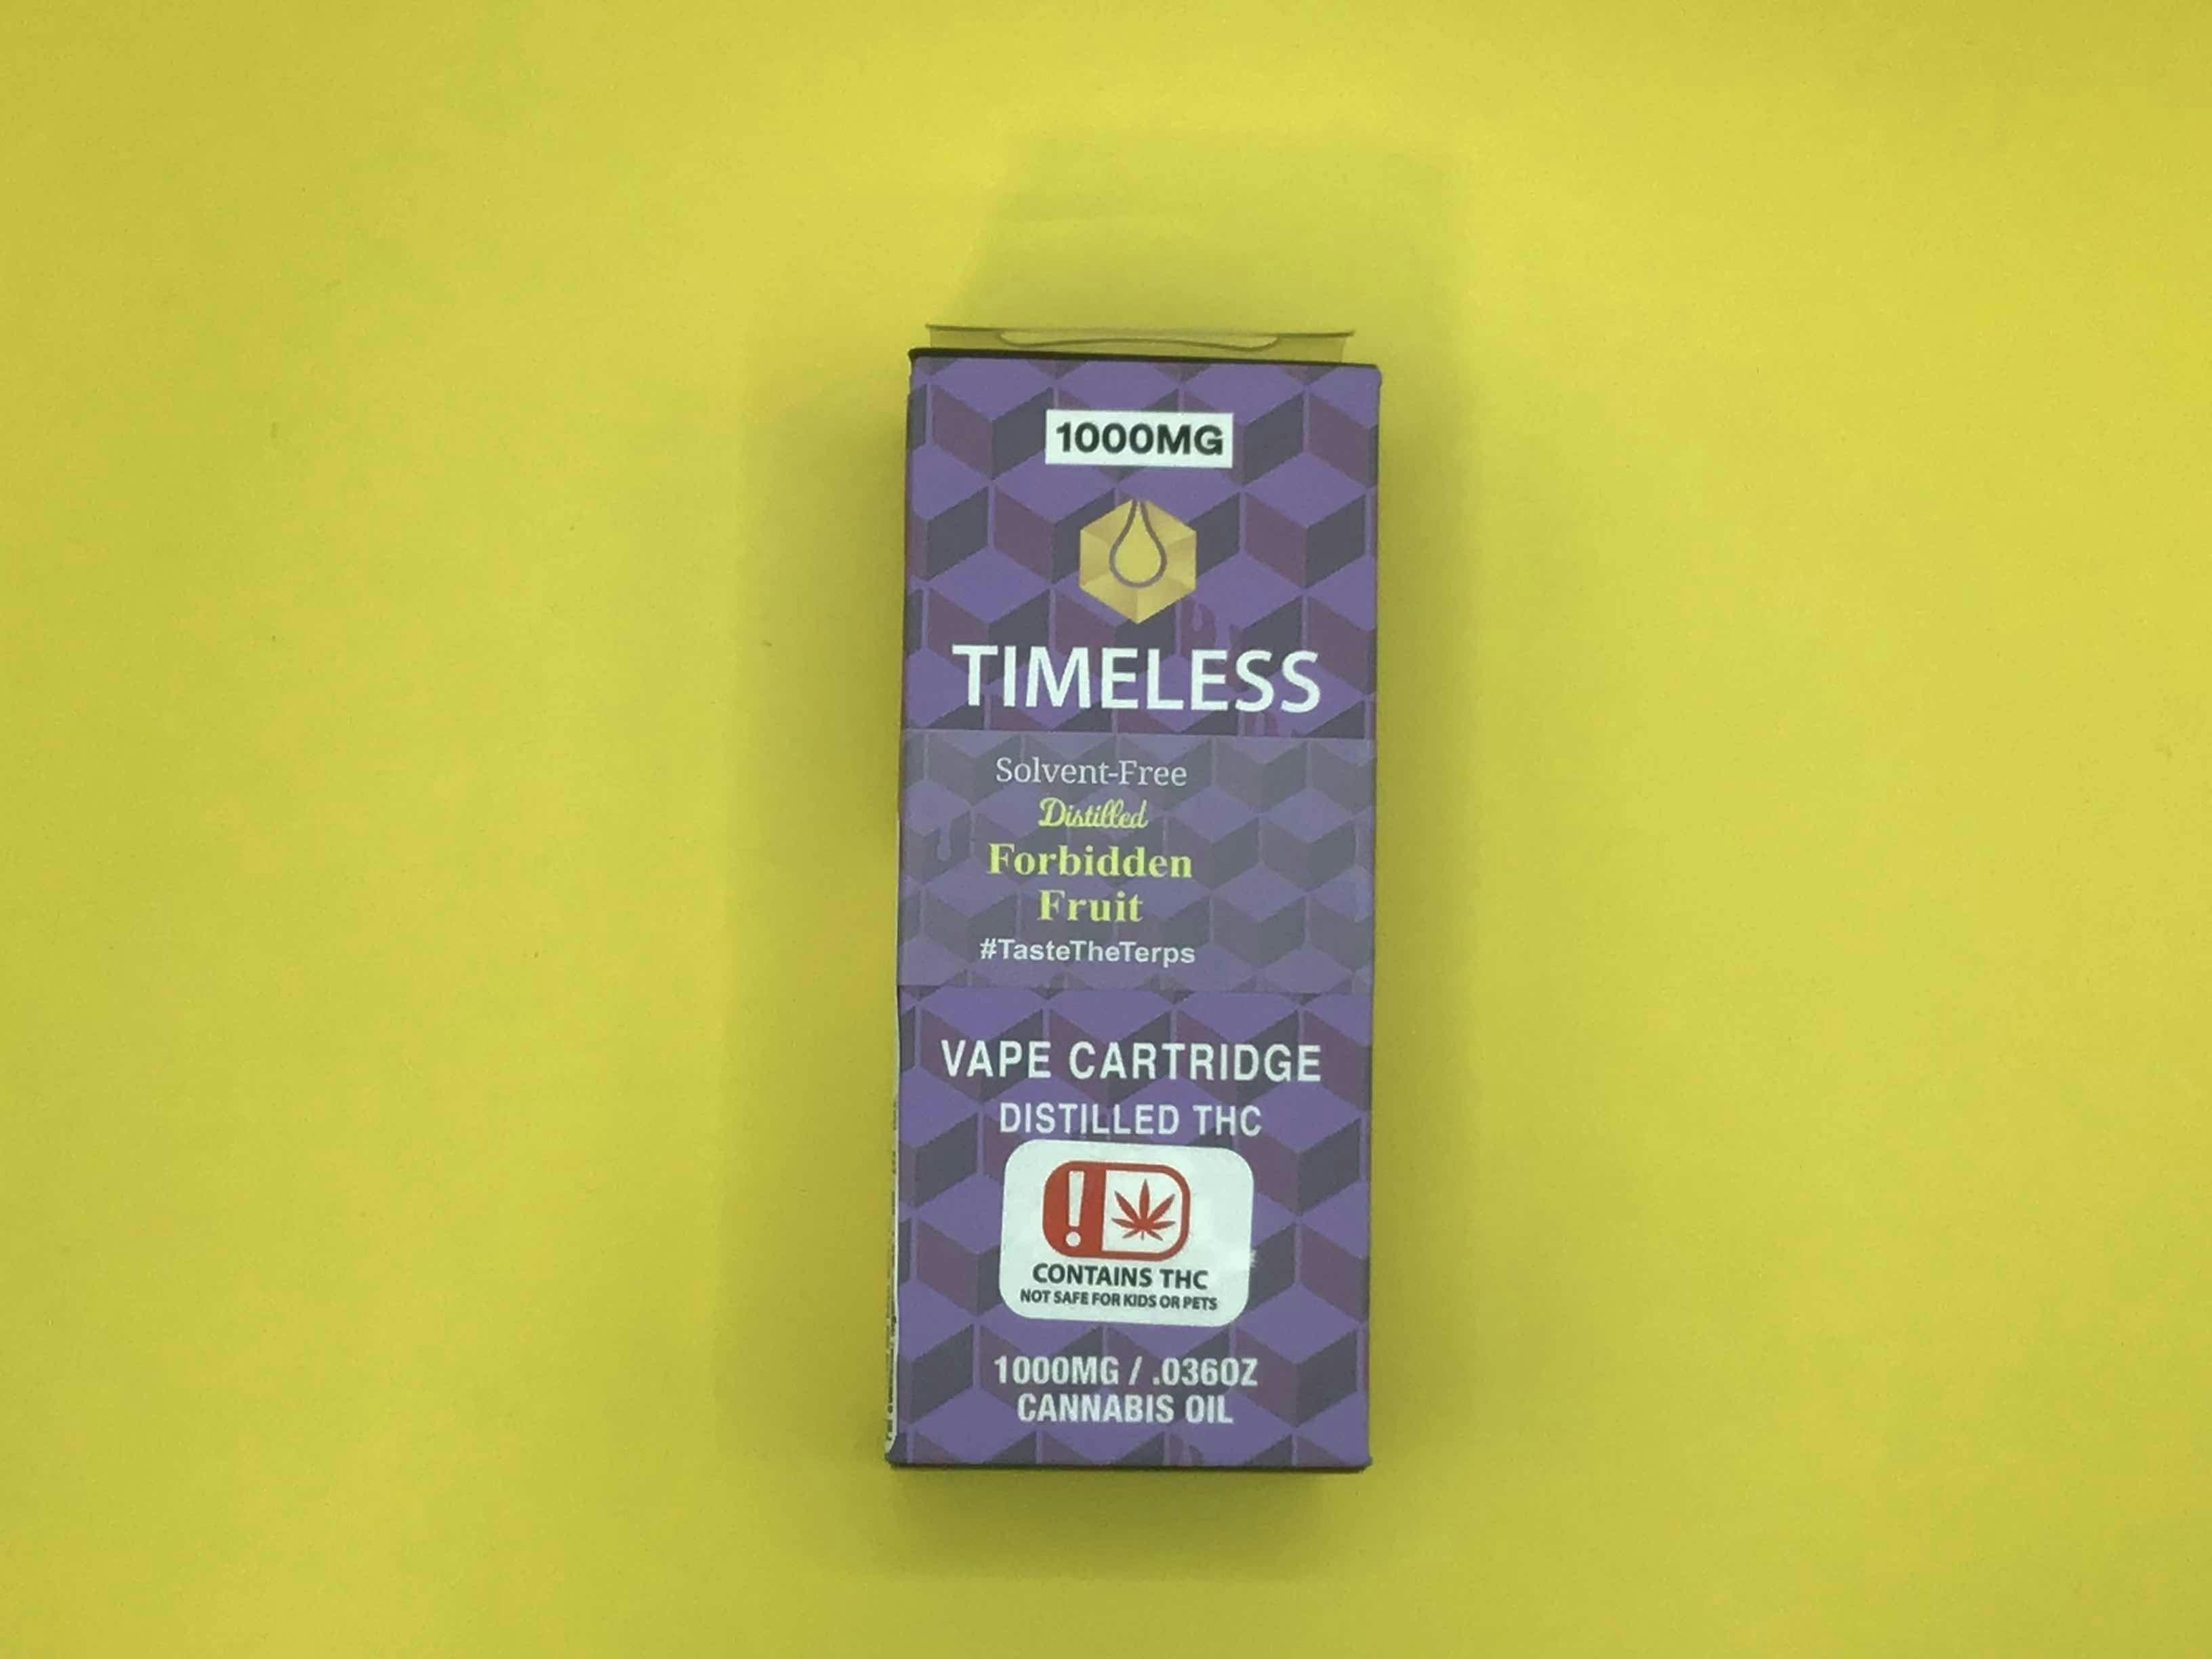 1000MG
TIMELESS
Solvent-Free
Distilled
Forbidden
Fruit
#TasteTheTerps
VAPE CARTRIDGE
DISTILLED THC
!
CONTAINS THC
NOT SAFE FOR KIDS OR PETS
1000MG / .036OZ
CANNABIS OIL